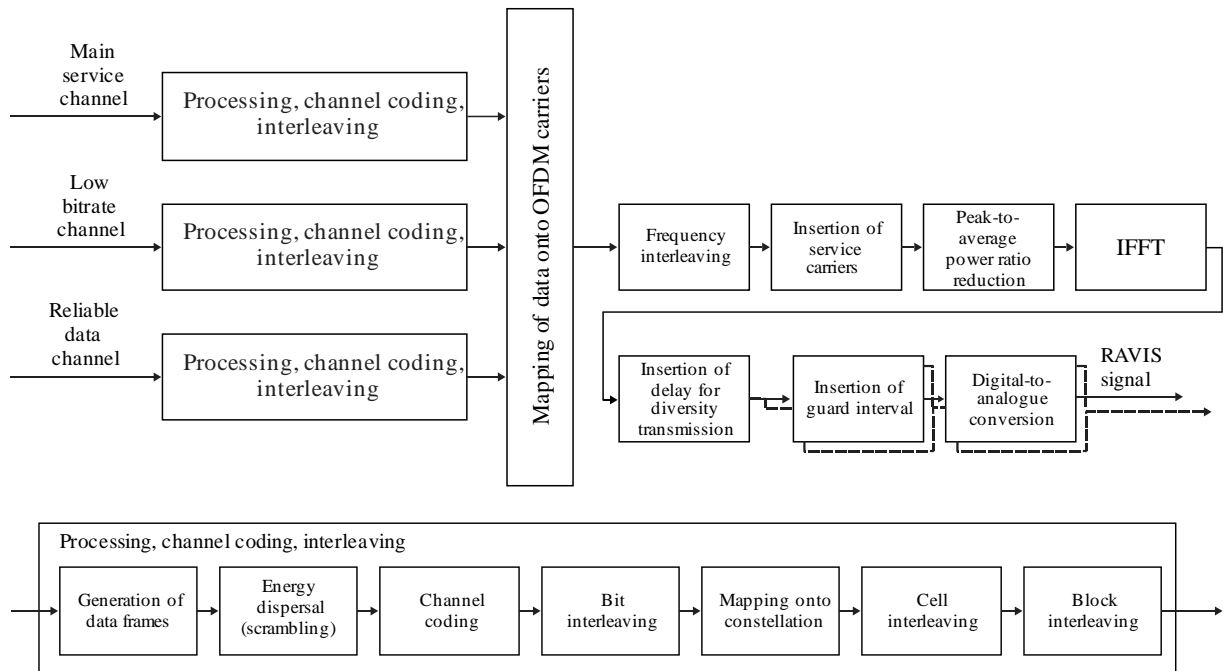 Main
service
channel
Processing, channel coding,
interleaving
Low
bitrate
channel
Processing, channel coding,
interleaving
Reliable
data
channel
Processing, channel coding,
interleaving
Mapping of data onto OFDM carriers
Frequency
interleaving
Insertion of
service
carriers
Peak-to-
average
power ratio
reduction
IFFT
Insertion of
delay for
diversity
transmission
Insertion of
guard interval
Digital-to-
analogue
conversion
RAVIS
signal
Processing, channel coding, interleaving
Generation of
data frames
Energy
dispersal
(scrambling)
Channel
coding
Bit
interleaving
Mapping onto
constellation
Cell
interleaving
Block
interleaving